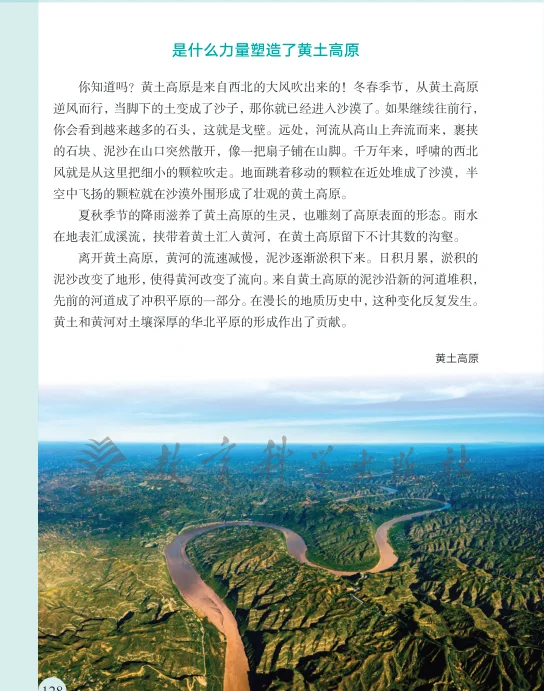 是什么力量塑造了黄土高原
你知道吗？黄土高原是来自西北的大风吹出来的！冬春季节，从黄土高原
逆风而行，当脚下的土变成了沙子，那你就已经进入沙漠了。如果继续往前行，
你会看到越来越多的石头，这就是戈壁。远处，河流从高山上奔流而来，裹挟
的石块、泥沙在山口突然散开，像一把扇子铺在山脚。千万年来，呼啸的西北
风就是从这里把细小的颗粒吹走。地面跳着移动的颗粒在近处堆成了沙漠，半
空中飞扬的颗粒就在沙漠外围形成了壮观的黄土高原。
夏秋季节的降雨滋养了黄土高原的生灵，也雕刻了高原表面的形态。雨水
在地表汇成溪流，挟带着黄土汇入黄河，在黄土高原留下不计其数的沟壑。
离开黄土高原，黄河的流速减慢，泥沙逐渐淤积下来。日积月累，淤积的
泥沙改变了地形，使得黄河改变了流向。来自黄土高原的泥沙沿新的河道堆积，
先前的河道成了冲积平原的一部分。在漫长的地质历史中，这种变化反复发生。
黄土和黄河对土壤深厚的华北平原的形成作出了贡献。
黄土高原
教育科学出版社
128